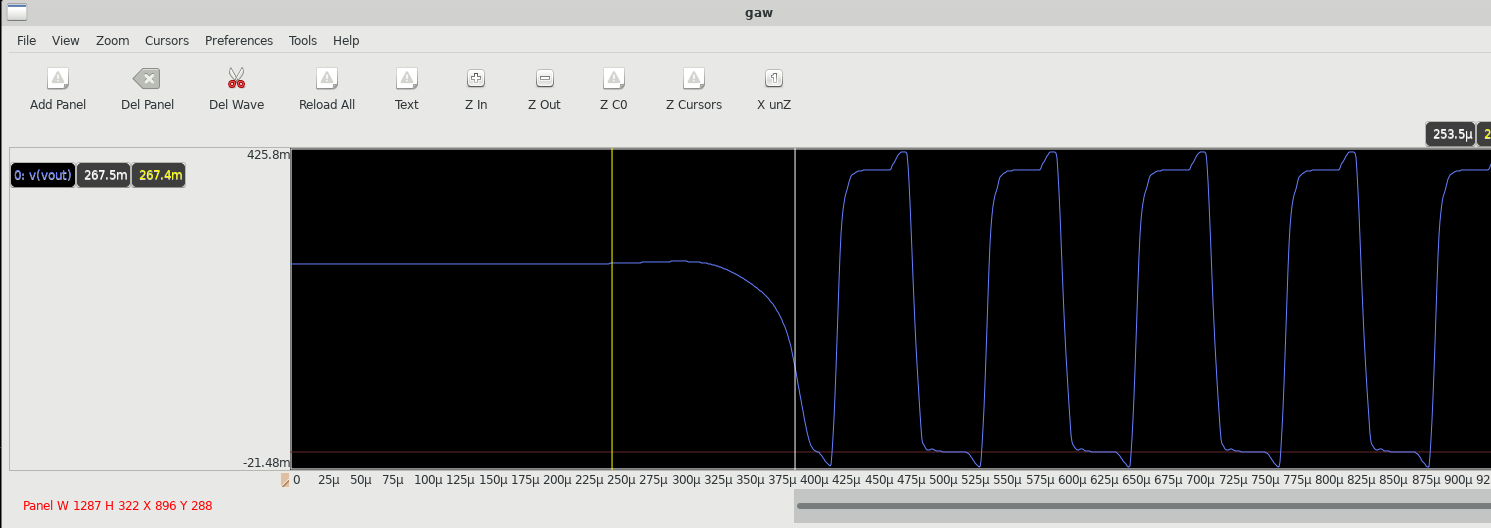 gaw
File View Zoom Cursors Preferences Tools Help
Add Panel Del Panel Del Wave Reload All Text Z In Z Out Z C0 Z Cursors X unZ
253.5µ 2
425.8m
0: v(vout) 267.5m 267.4m
-21.48m
0 25µ 50µ 75µ 100µ 125µ 150µ 175µ 200µ 225µ 250µ 275µ 300µ 325µ 350µ 375µ 400µ 425µ 450µ 475µ 500µ 525µ 550µ 575µ 600µ 625µ 650µ 675µ 700µ 725µ 750µ 775µ 800µ 825µ 850µ 875µ 900µ 92
Panel W 1287 H 322 X 896 Y 288